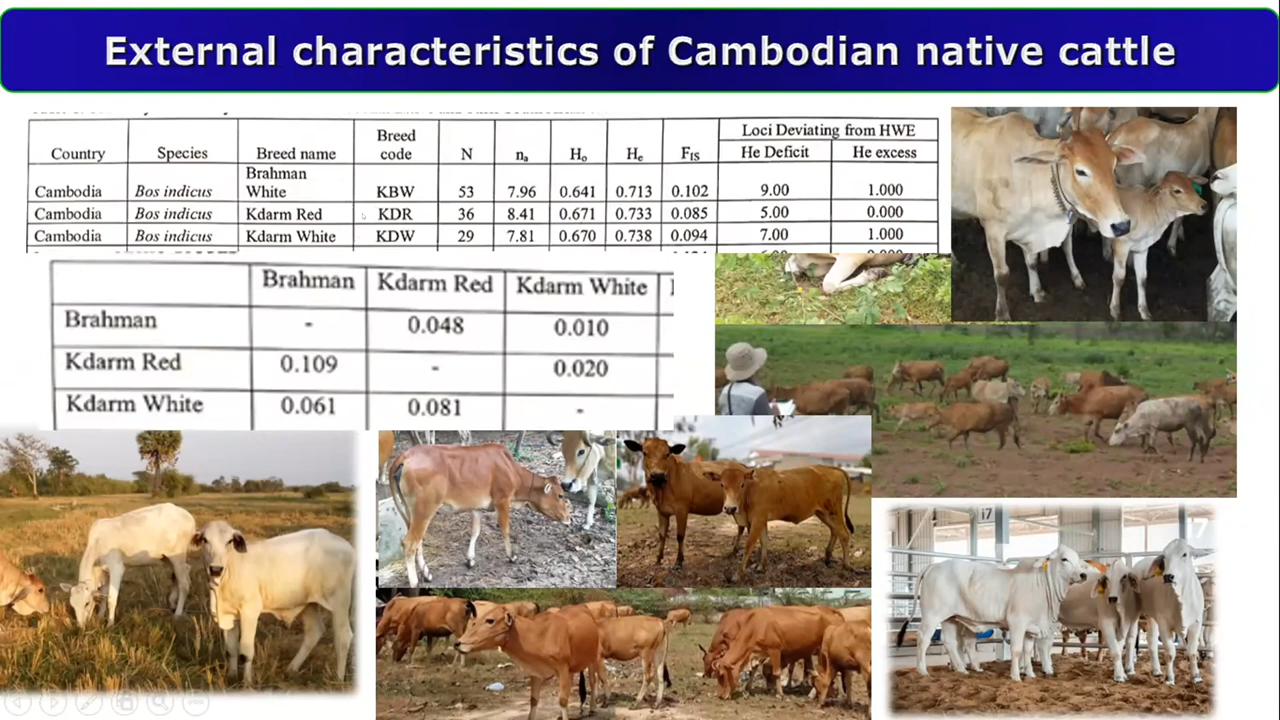 External characteristics of Cambodian native cattle
Country Species Breed name Breed code N nₐ Hₒ Hₑ F_IS Loci Deviating from HWE He Deficit He excess
Cambodia Bos indicus Brahman White KBW 53 7.96 0.641 0.713 0.102 9.00 1.000
Cambodia Bos indicus Kdarm Red KDR 36 8.41 0.671 0.733 0.085 5.00 0.000
Cambodia Bos indicus Kdarm White KDW 29 7.81 0.670 0.738 0.094 7.00 1.000
Brahman Kdarm Red Kdarm White
Brahman - 0.048 0.010
Kdarm Red 0.109 - 0.020
Kdarm White 0.061 0.081 -
i7